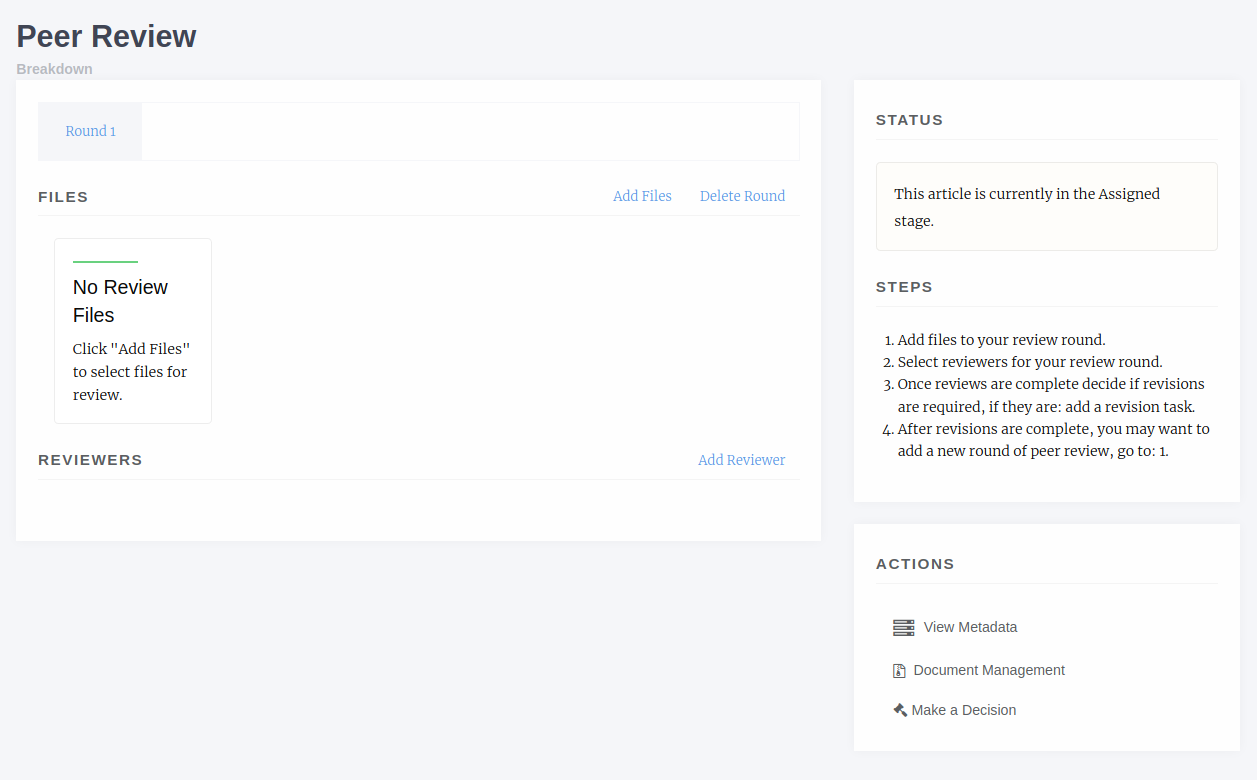 Peer Review
Breakdown
Round 1
FILES
Add Files
Delete Round
No Review
Files
Click "Add Files"
to select files for
review.
REVIEWERS
Add Reviewer
STATUS
This article is currently in the Assigned
stage.
STEPS
1. Add files to your review round.
2. Select reviewers for your review round.
3. Once reviews are complete decide if revisions
are required, if they are: add a revision task.
4. After revisions are complete, you may want to
add a new round of peer review, go to: 1.
ACTIONS
View Metadata
Document Management
Make a Decision